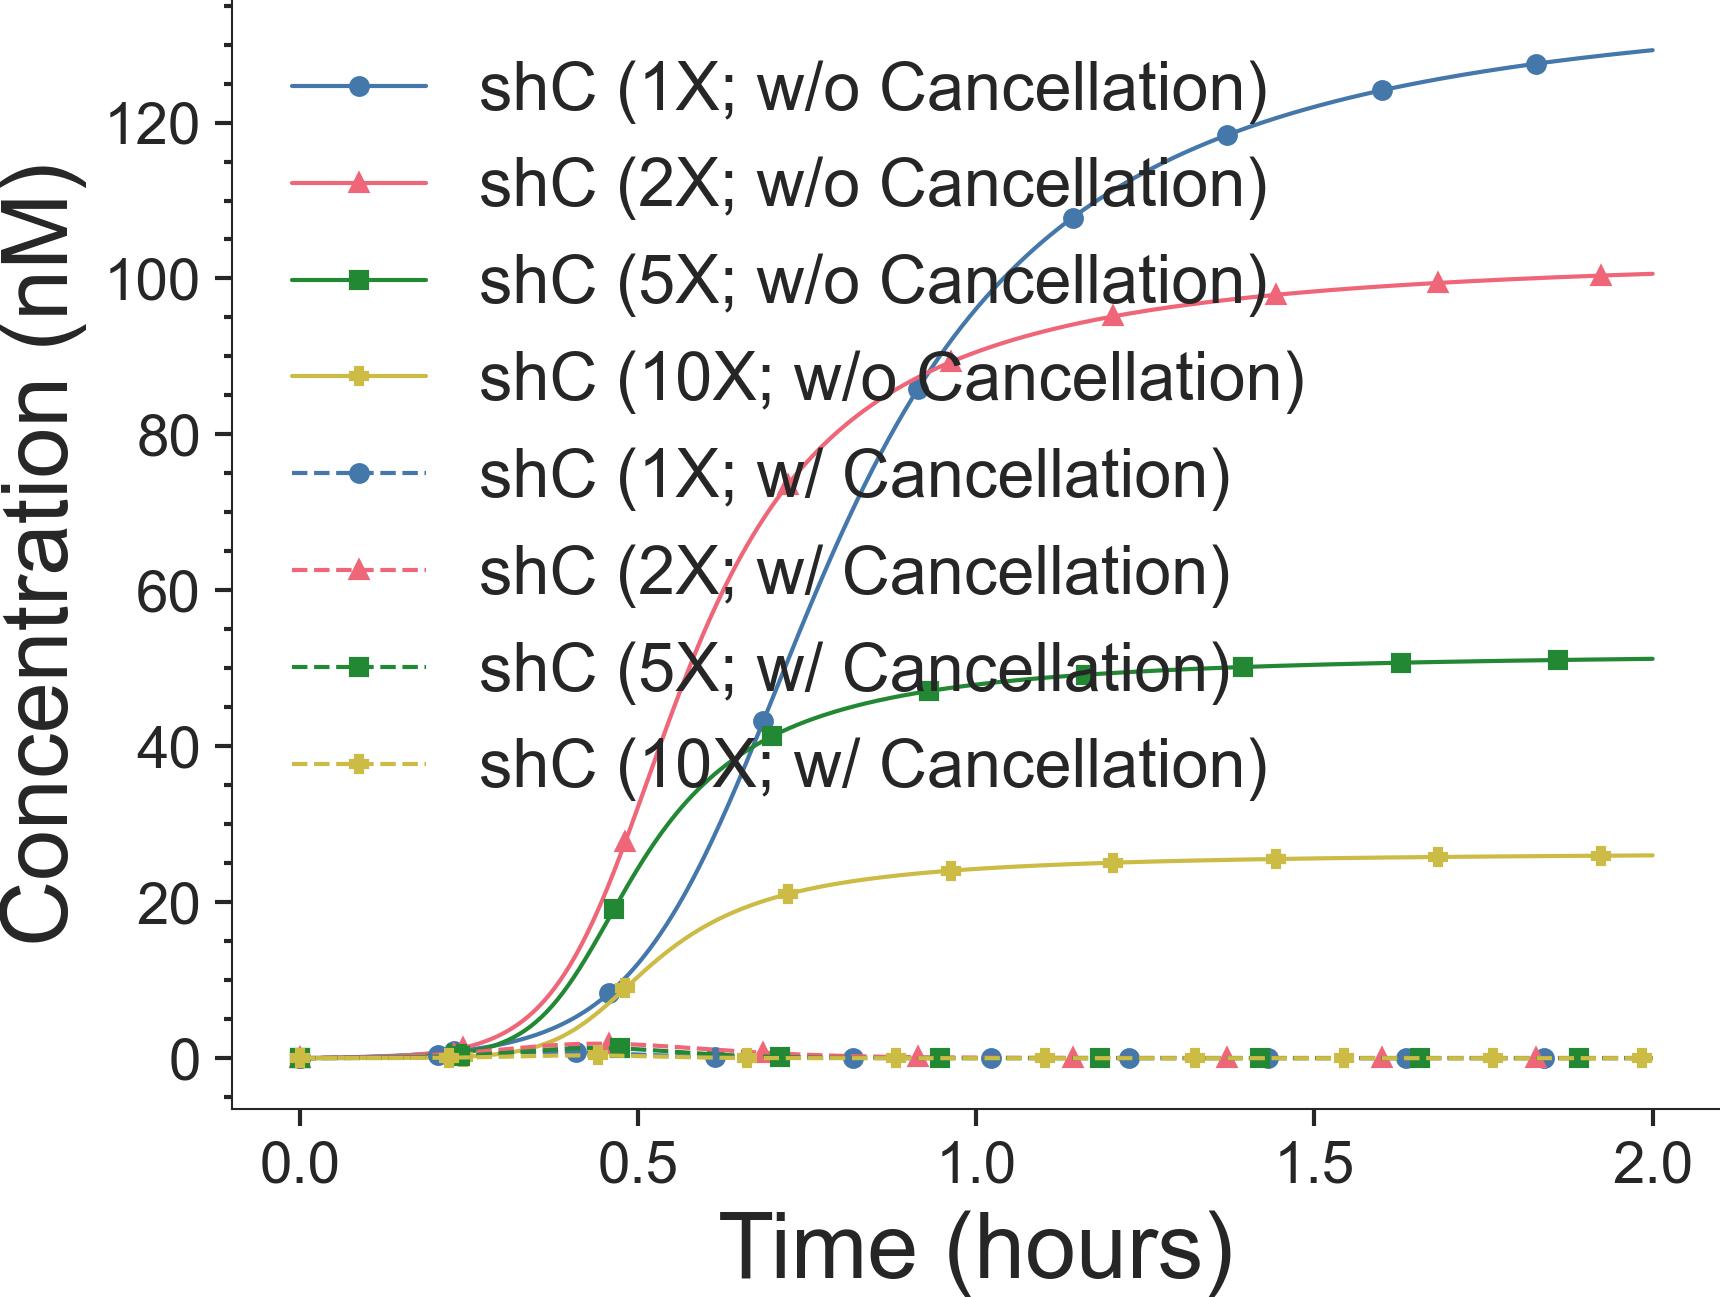 Concentration (nM)
120
100
80
60
40
20
0
shC (1X; w/o Cancellation)
shC (2X; w/o Cancellation)
shC (5X; w/o Cancellation)
shC (10X; w/o Cancellation)
shC (1X; w/ Cancellation)
shC (2X; w/ Cancellation)
shC (5X; w/ Cancellation)
shC (10X; w/ Cancellation)
0.0 0.5 1.0 1.5 2.0
Time (hours)